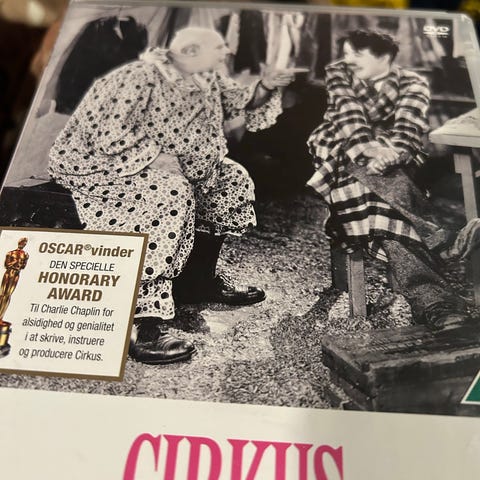 DVD
OSCAR®vinder
DEN SPECIELLE
HONORARY
AWARD
Til Charlie Chaplin for
alsidighed og genialitet
i at skrive, instruere
og producere Cirkus.
CIRKUS